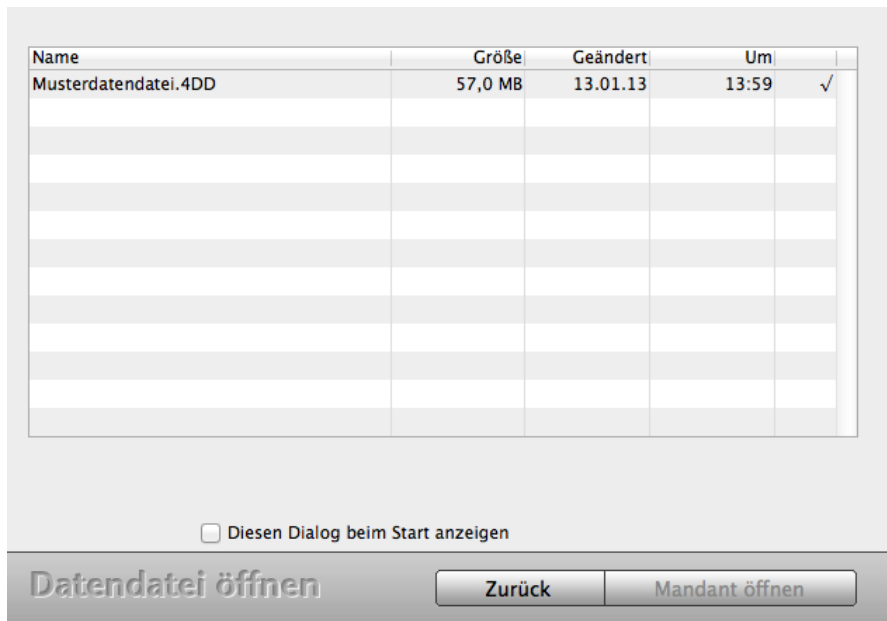 Name Größe Geändert Um
Musterdatendatei.4DD 57,0 MB 13.01.13 13:59 √
Diesen Dialog beim Start anzeigen
Datendatei öffnen Zurück Mandant öffnen